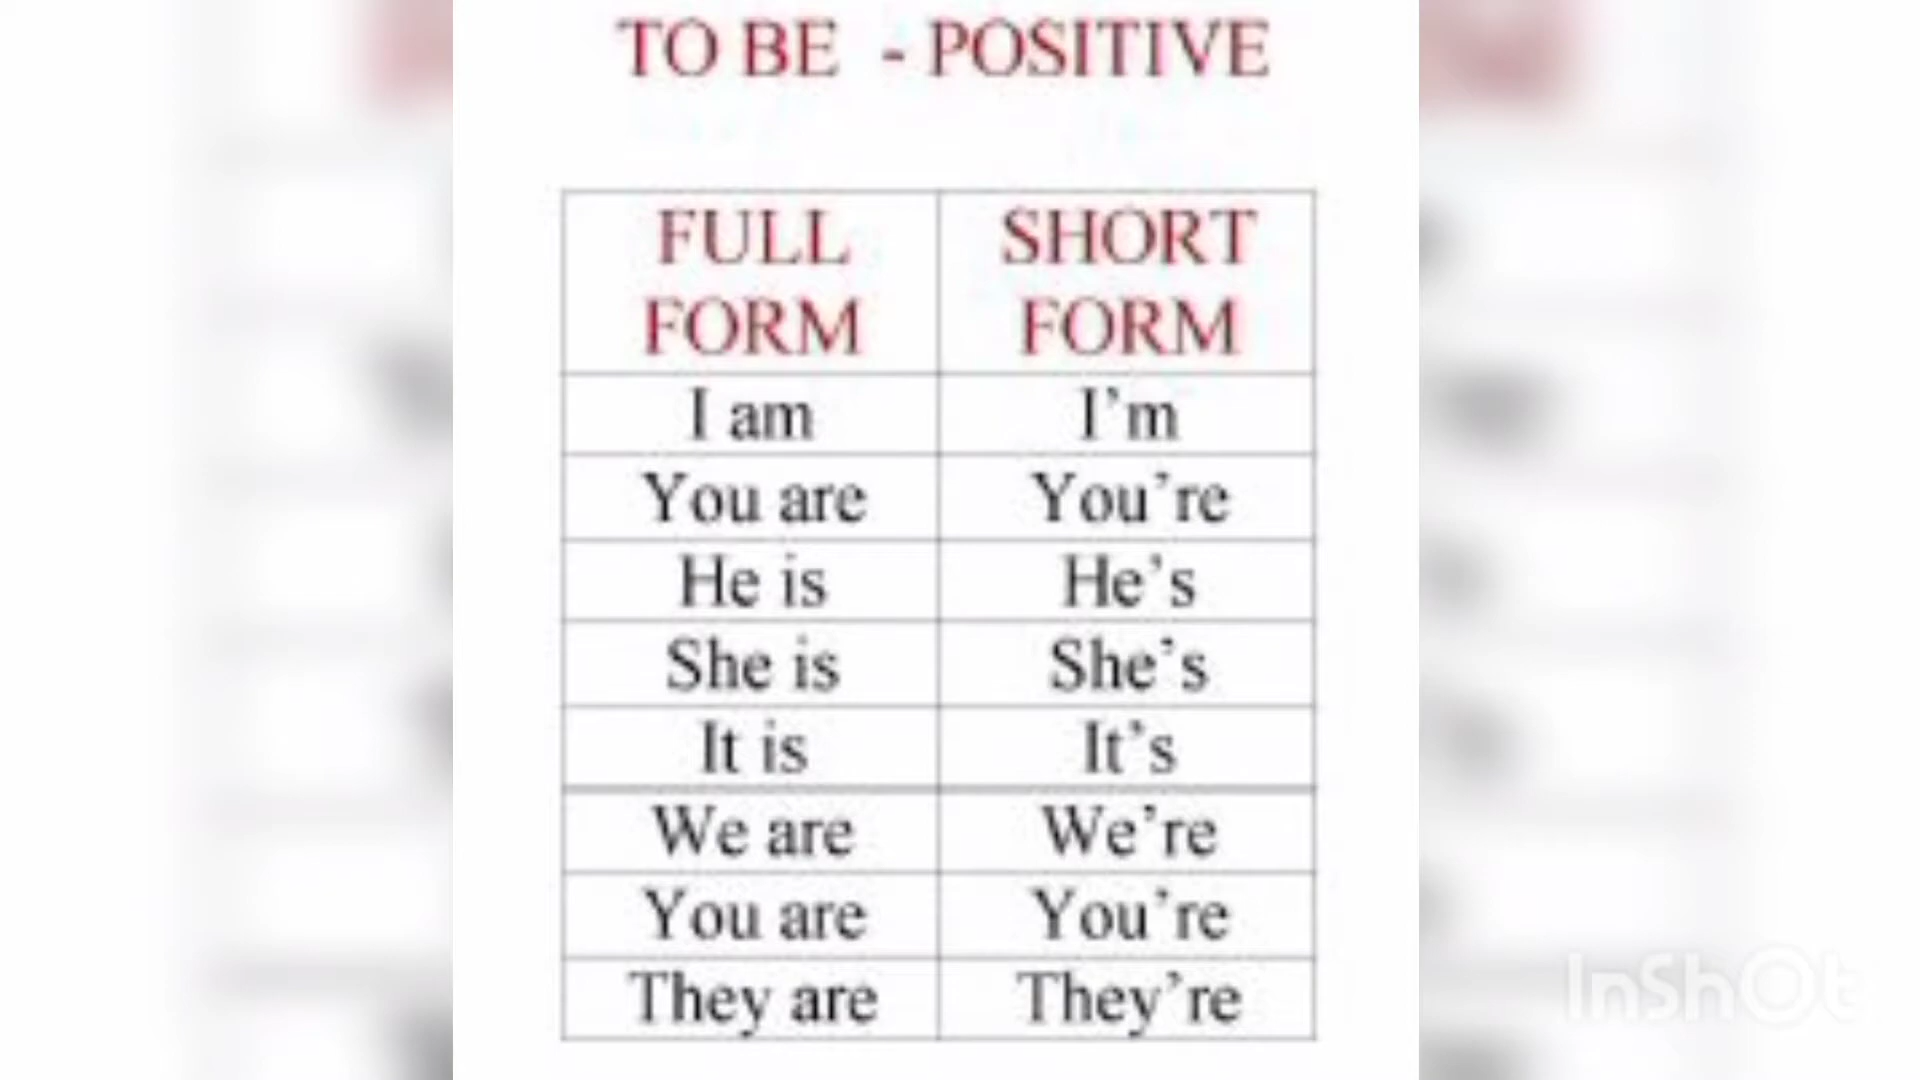 TO BE - POSITIVE
FULL FORM SHORT FORM
I am I’m
You are You’re
He is He’s
She is She’s
It is It’s
We are We’re
You are You’re
They are They’re
InShOt